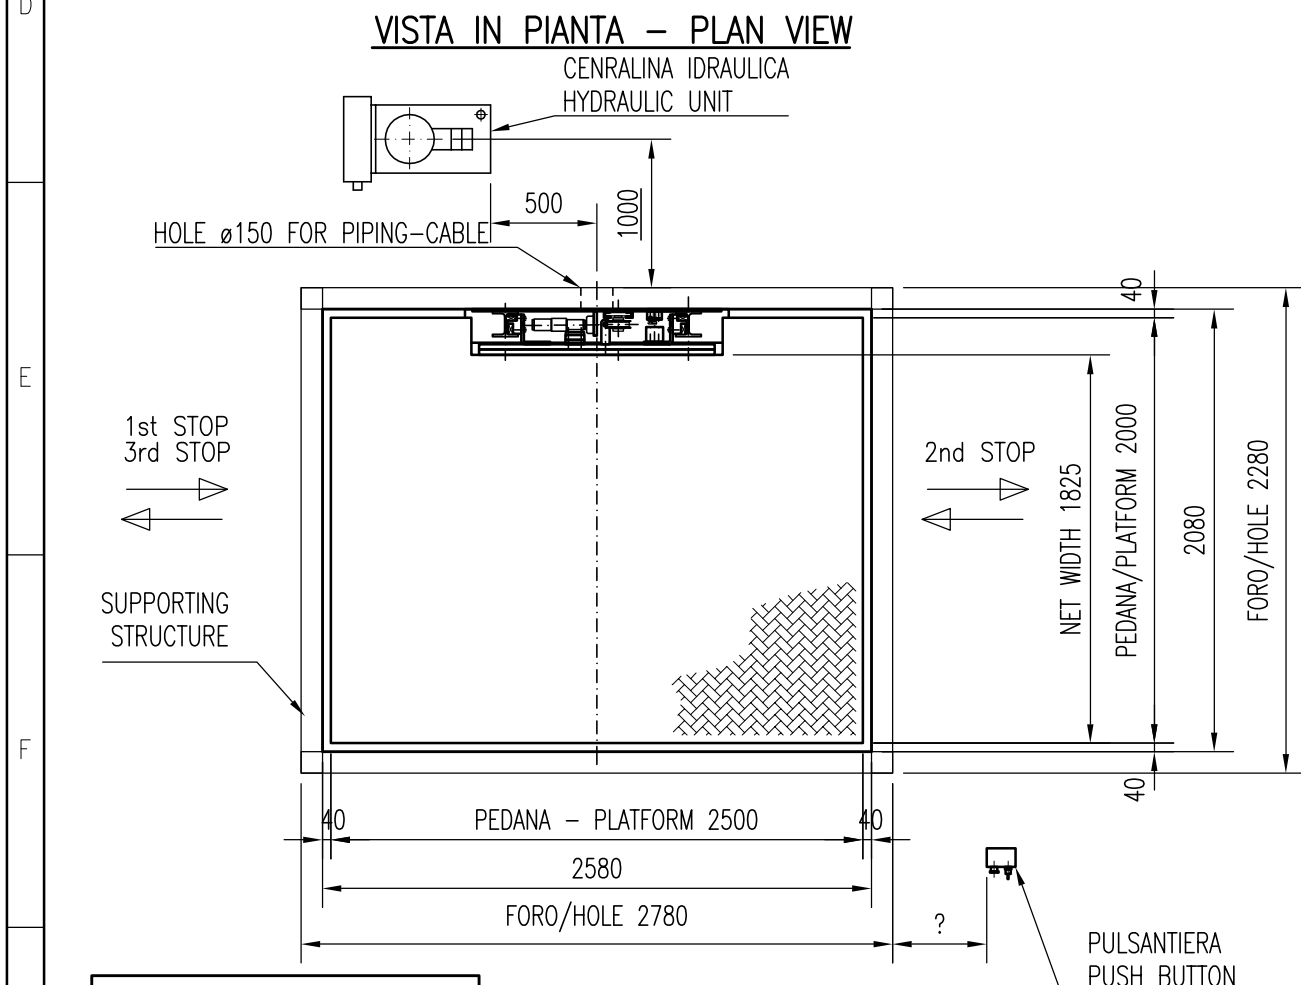 D
VISTA IN PIANTA – PLAN VIEW
CENRALINA IDRAULICA
HYDRAULIC UNIT
500
1000
HOLE ø150 FOR PIPING–CABLE
40
E
1st STOP
3rd STOP
2nd STOP
NET WIDTH 1825
PEDANA/PLATFORM 2000
2080
FORO/HOLE 2280
SUPPORTING
STRUCTURE
F
40
40
PEDANA – PLATFORM 2500
40
2580
FORO/HOLE 2780
?
PULSANTIERA
PUSH BUTTON